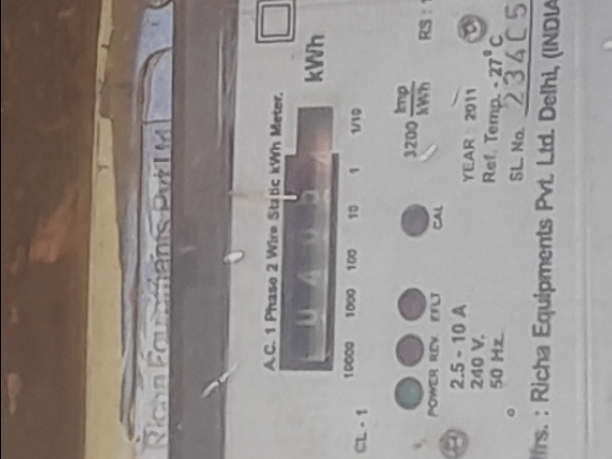 Richa Equipments Pvt Ltd
A.C. 1 Phase 2 Wire Static kWh Meter.
kWh
10000 1000 100 10 1 1/10
CL - 1
3200 Imp/kWh
RS :
POWER REV. EFLT CAL
2.5 - 10 A
240 V.
50 Hz.
YEAR : 2011
Ref. Temp. - 27° C
SL. No.
Mfrs. : Richa Equipments Pvt. Ltd. Delhi, (INDIA